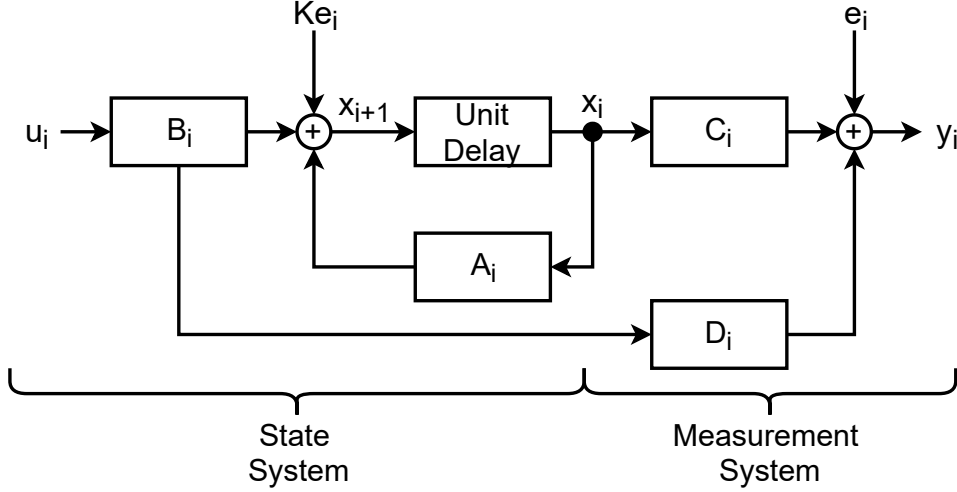 Ke_i
e_i
u_i
B_i
+
x_{i+1}
Unit
Delay
x_i
C_i
+
y_i
A_i
D_i
State
System
Measurement
System